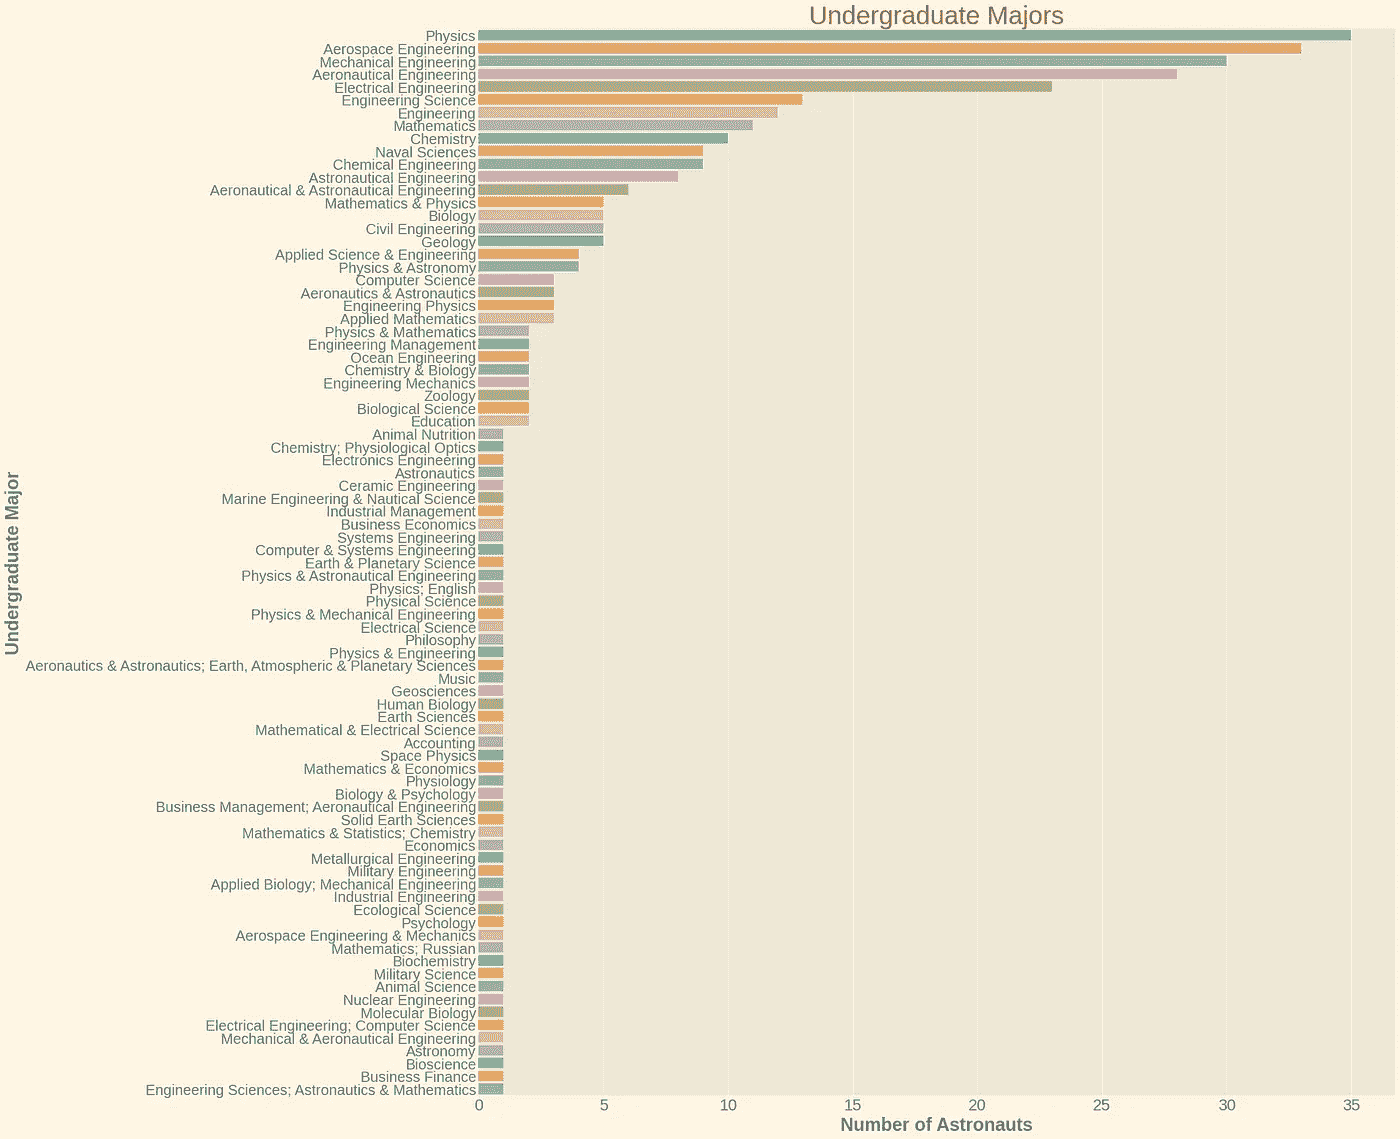 Undergraduate Majors
Undergraduate Major
Physics
Aerospace Engineering
Mechanical Engineering
Aeronautical Engineering
Electrical Engineering
Engineering Science
Engineering
Mathematics
Chemistry
Naval Sciences
Chemical Engineering
Astronautical Engineering
Aeronautical & Astronautical Engineering
Mathematics & Physics
Biology
Civil Engineering
Geology
Applied Science & Engineering
Physics & Astronomy
Computer Science
Aeronautics & Astronautics
Engineering Physics
Applied Mathematics
Physics & Mathematics
Engineering Management
Ocean Engineering
Chemistry & Biology
Engineering Mechanics
Zoology
Biological Science
Education
Animal Nutrition
Chemistry; Physiological Optics
Electronics Engineering
Astronautics
Ceramic Engineering
Marine Engineering & Nautical Science
Industrial Management
Business Economics
Systems Engineering
Computer & Systems Engineering
Earth & Planetary Science
Physics & Astronautical Engineering
Physics; English
Physical Science
Physics & Mechanical Engineering
Electrical Science
Philosophy
Physics & Engineering
Aeronautics & Astronautics; Earth, Atmospheric & Planetary Sciences
Music
Geosciences
Human Biology
Earth Sciences
Mathematical & Electrical Science
Accounting
Space Physics
Mathematics & Economics
Physiology
Biology & Psychology
Business Management; Aeronautical Engineering
Solid Earth Sciences
Mathematics & Statistics; Chemistry
Economics
Metallurgical Engineering
Military Engineering
Applied Biology; Mechanical Engineering
Industrial Engineering
Ecological Science
Psychology
Aerospace Engineering & Mechanics
Mathematics; Russian
Biochemistry
Military Science
Animal Science
Nuclear Engineering
Molecular Biology
Electrical Engineering; Computer Science
Mechanical & Aeronautical Engineering
Astronomy
Bioscience
Business Finance
Engineering Sciences; Astronautics & Mathematics
0 5 10 15 20 25 30 35
Number of Astronauts